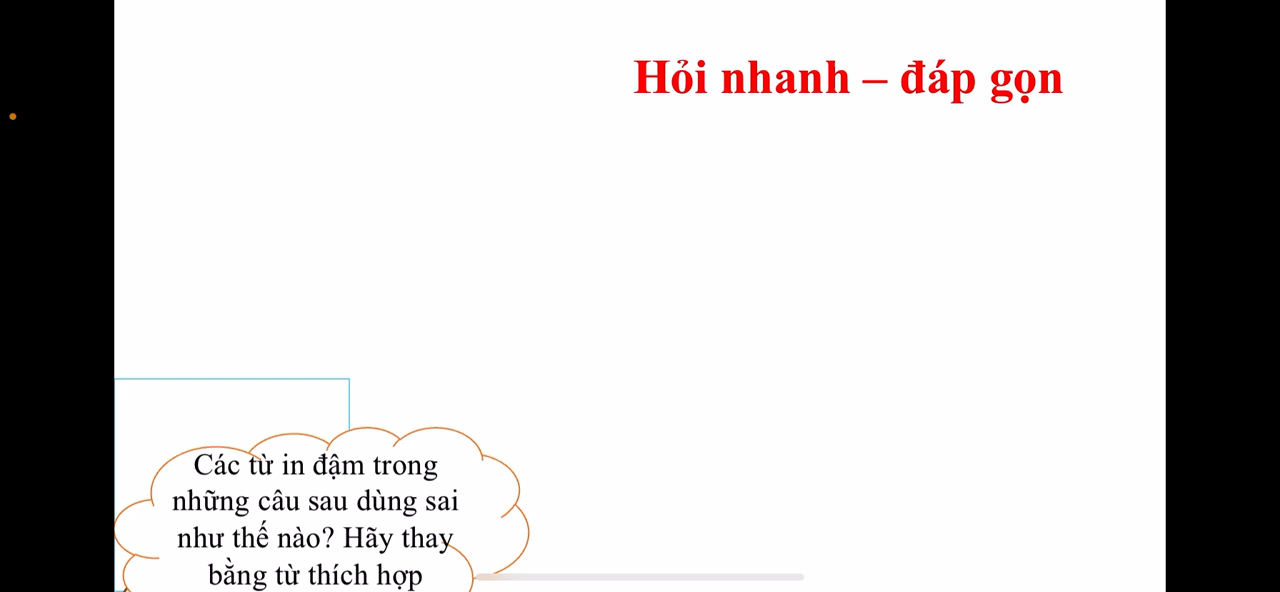 Hỏi nhanh – đáp gọn
Các từ in đậm trong
những câu sau dùng sai
như thế nào? Hãy thay
bằng từ thích hợp